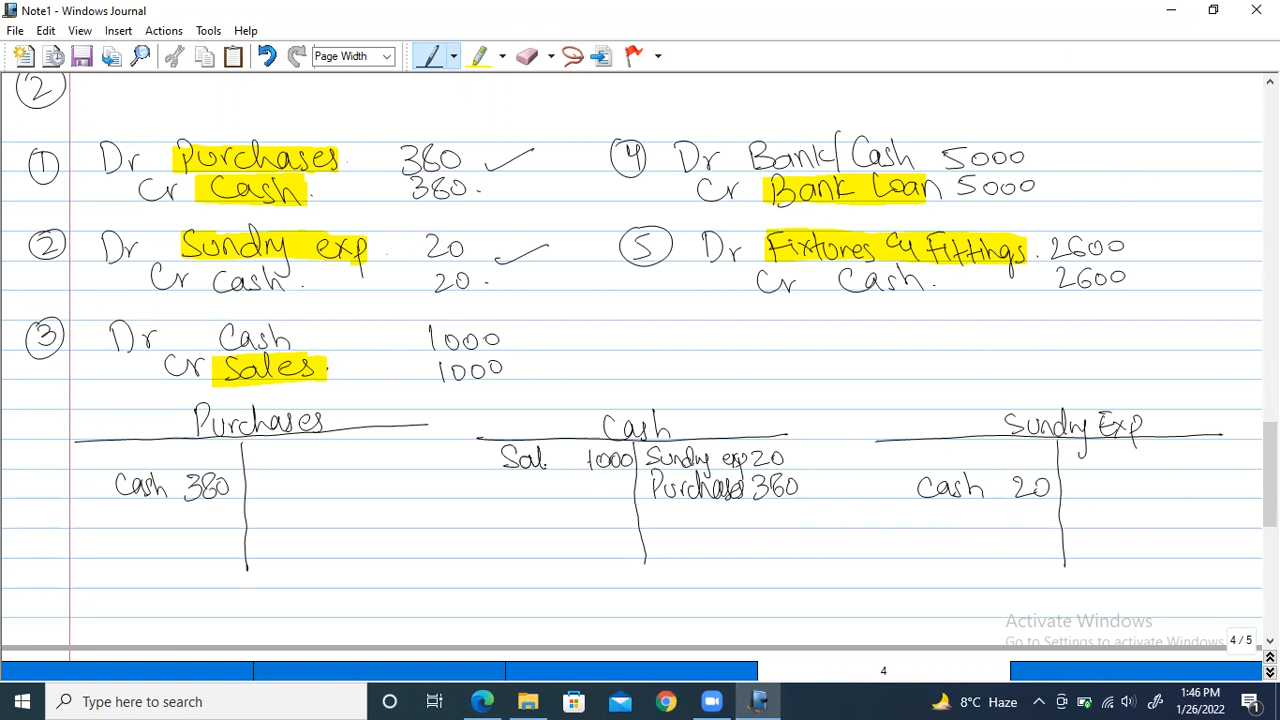 Note1 - Windows Journal
File Edit View Insert Actions Tools Help
Page Width
2
1 Dr Purchases 380
Cr Cash 380
2 Dr Sundry exp 20
Cr Cash 20
3 Dr Cash 1000
Cr Sales 1000
4 Dr Bank/Cash 5000
Cr Bank Loan 5000
5 Dr Fixtures & Fittings 2600
Cr Cash 2600
Purchases
Cash 380
Cash
Sal 1000 Sundry exp 20
Purchases 380
Sundry Exp
Cash 20
Activate Windows
Go to Settings to activate Windows
4 / 5
4
Type here to search
8°C Haze
1:46 PM
1/26/2022
1